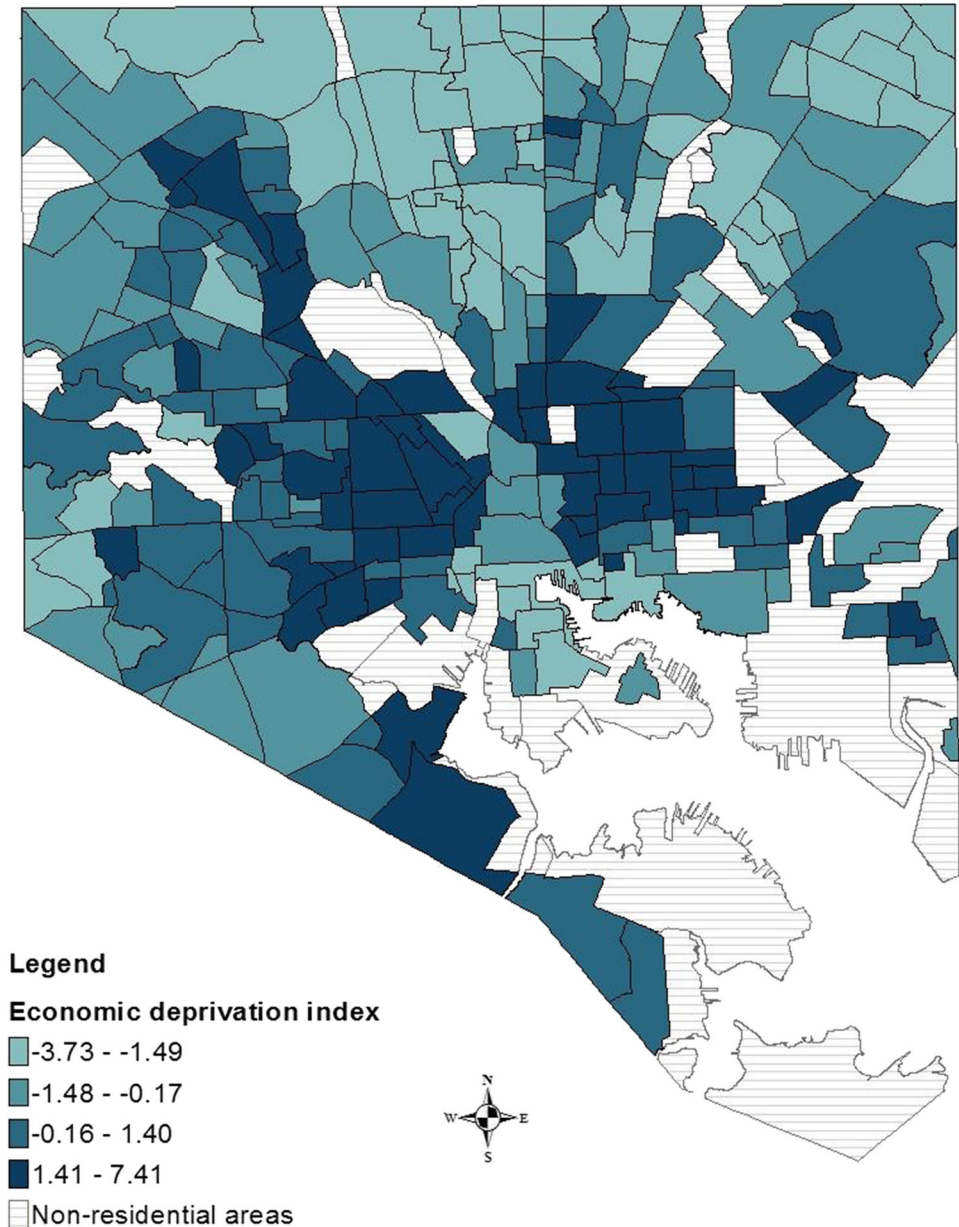 Legend
Economic deprivation index
-3.73 - -1.49
-1.48 - -0.17
-0.16 - 1.40
1.41 - 7.41
Non-residential areas
N
W E
S